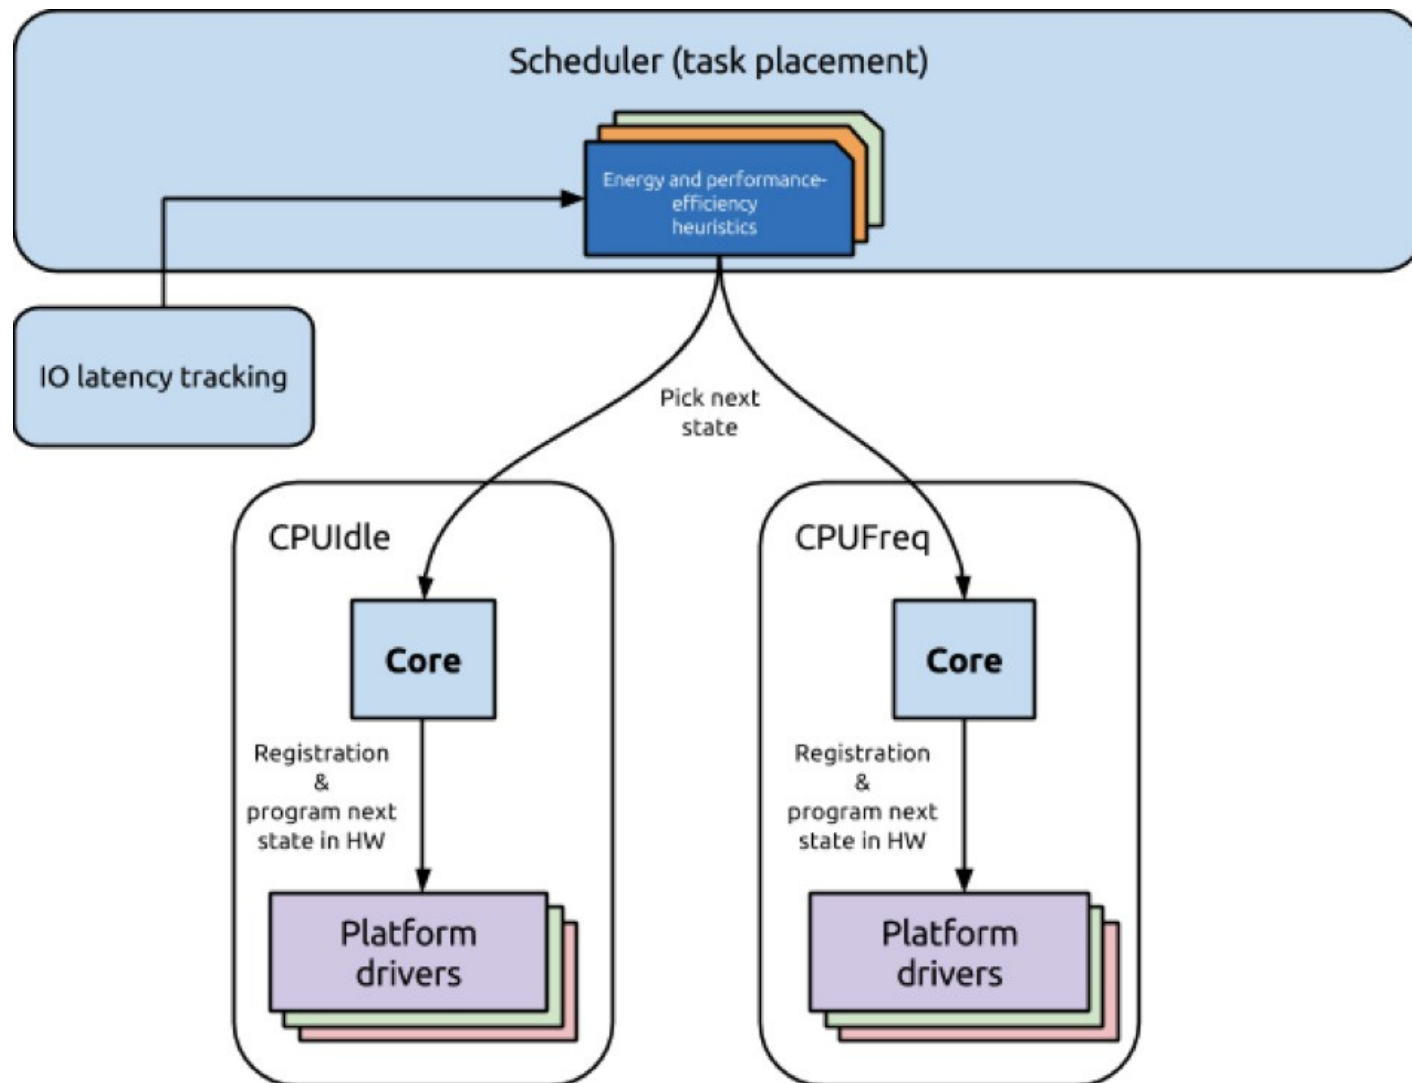 Scheduler (task placement)
Energy and performance-
efficiency
heuristics
IO latency tracking
Pick next
state
CPUIdle
Core
Registration
&
program next
state in HW
Platform
drivers
CPUFreq
Core
Registration
&
program next
state in HW
Platform
drivers